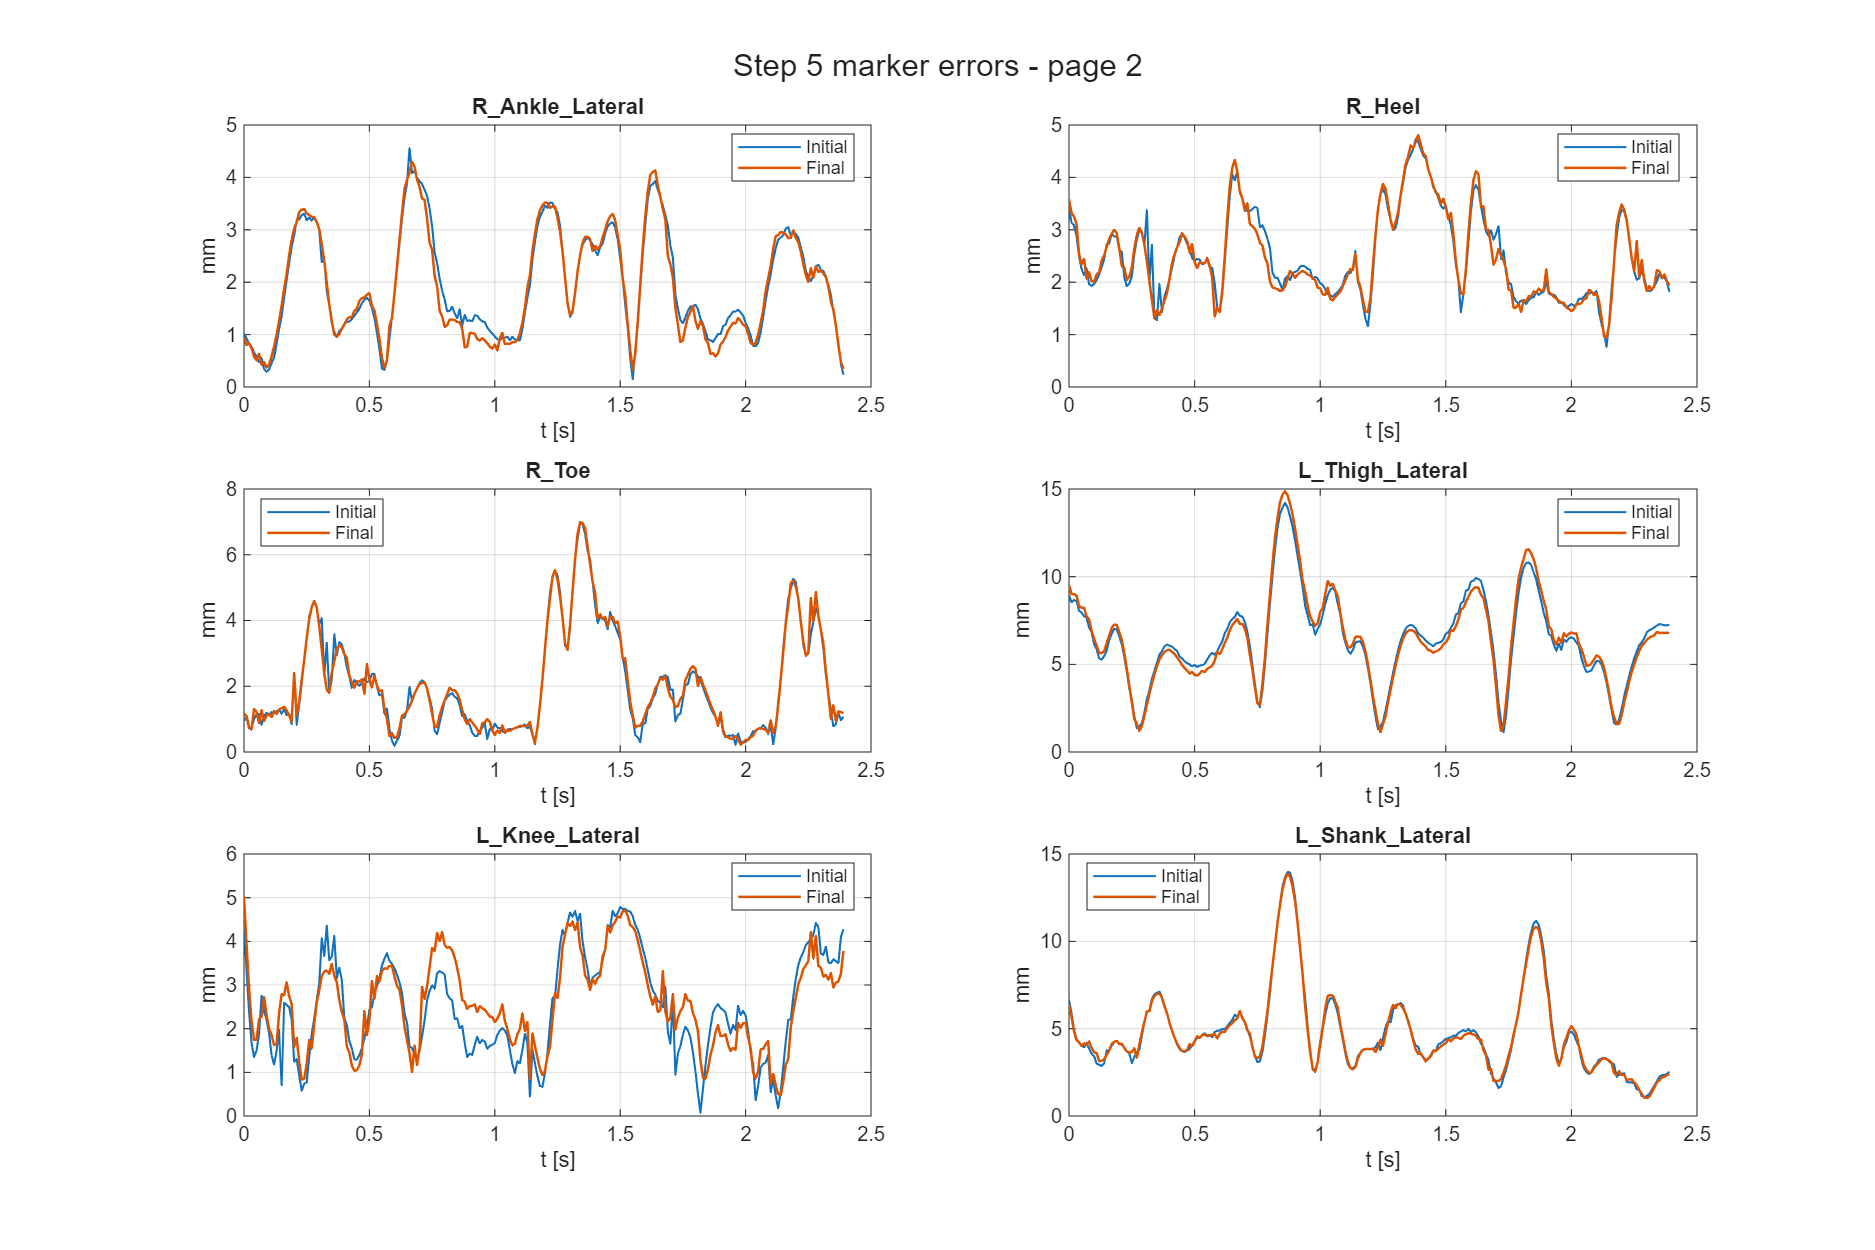 Step 5 marker errors - page 2
R_Ankle_Lateral
5
4
3
2
1
0
mm
0 0.5 1 1.5 2 2.5
t [s]
Initial
Final
R_Heel
5
4
3
2
1
0
mm
0 0.5 1 1.5 2 2.5
t [s]
Initial
Final
R_Toe
8
6
4
2
0
mm
0 0.5 1 1.5 2 2.5
t [s]
Initial
Final
L_Thigh_Lateral
15
10
5
0
mm
0 0.5 1 1.5 2 2.5
t [s]
Initial
Final
L_Knee_Lateral
6
5
4
3
2
1
0
mm
0 0.5 1 1.5 2 2.5
t [s]
Initial
Final
L_Shank_Lateral
15
10
5
0
mm
0 0.5 1 1.5 2 2.5
t [s]
Initial
Final